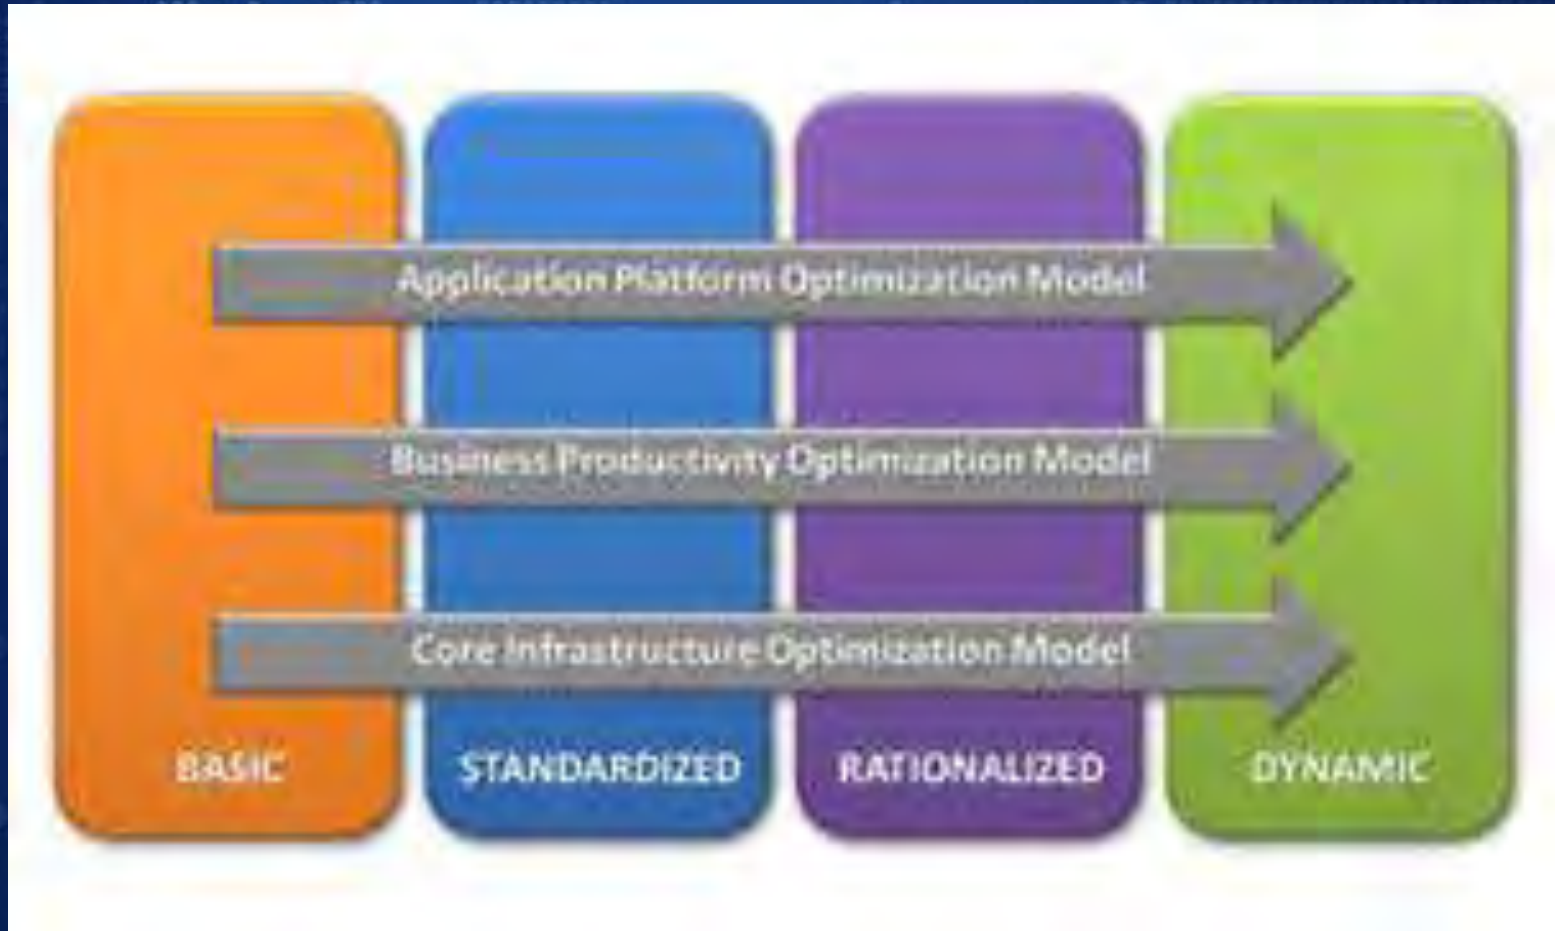 Application Platform Optimization Model
Business Productivity Optimization Model
Core Infrastructure Optimization Model
BASIC
STANDARDIZED
RATIONALIZED
DYNAMIC